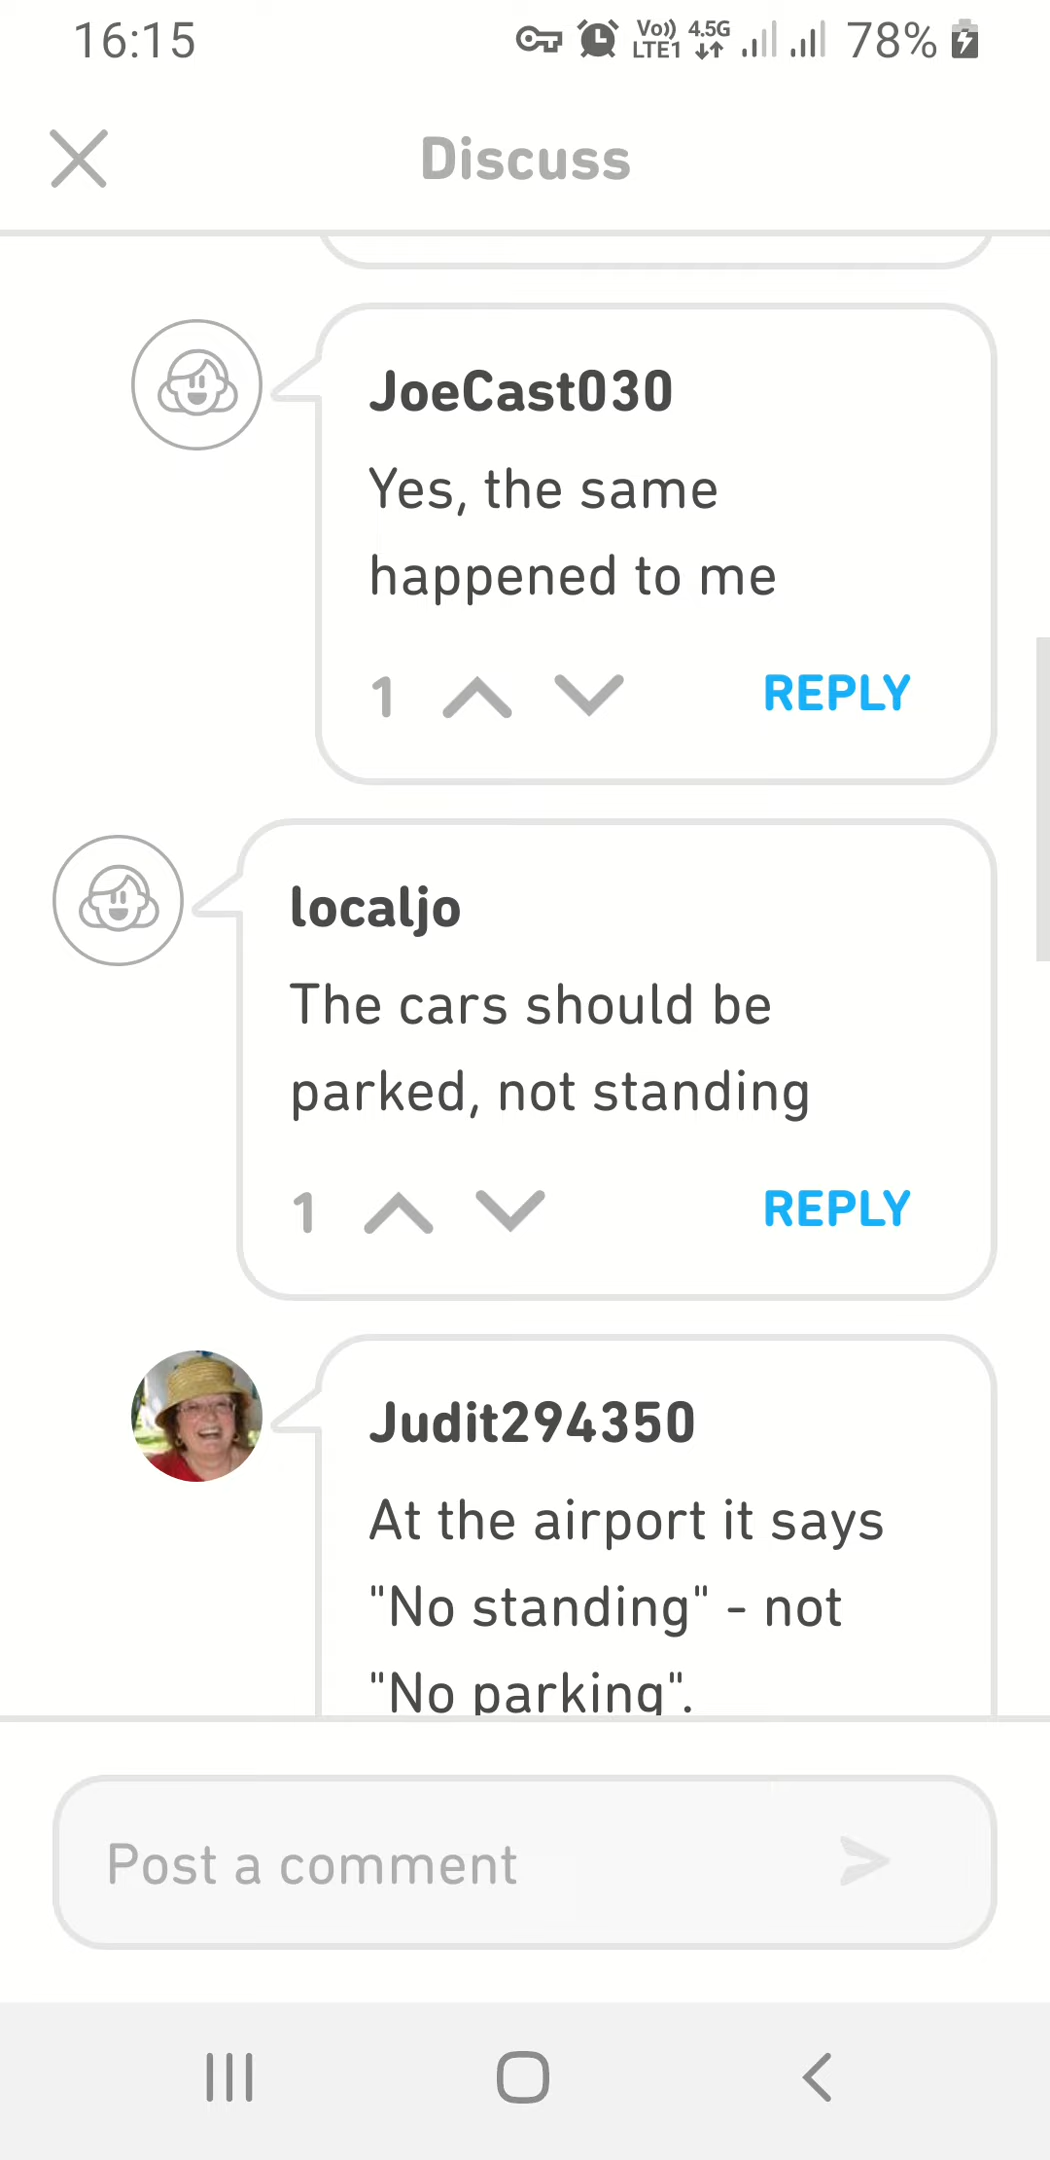 16:15
Vo)) LTE1 4.5G 78%
Discuss
JoeCast030
Yes, the same
happened to me
1 REPLY
localjo
The cars should be
parked, not standing
1 REPLY
Judit294350
At the airport it says
"No standing" - not
"No parking".
Post a comment